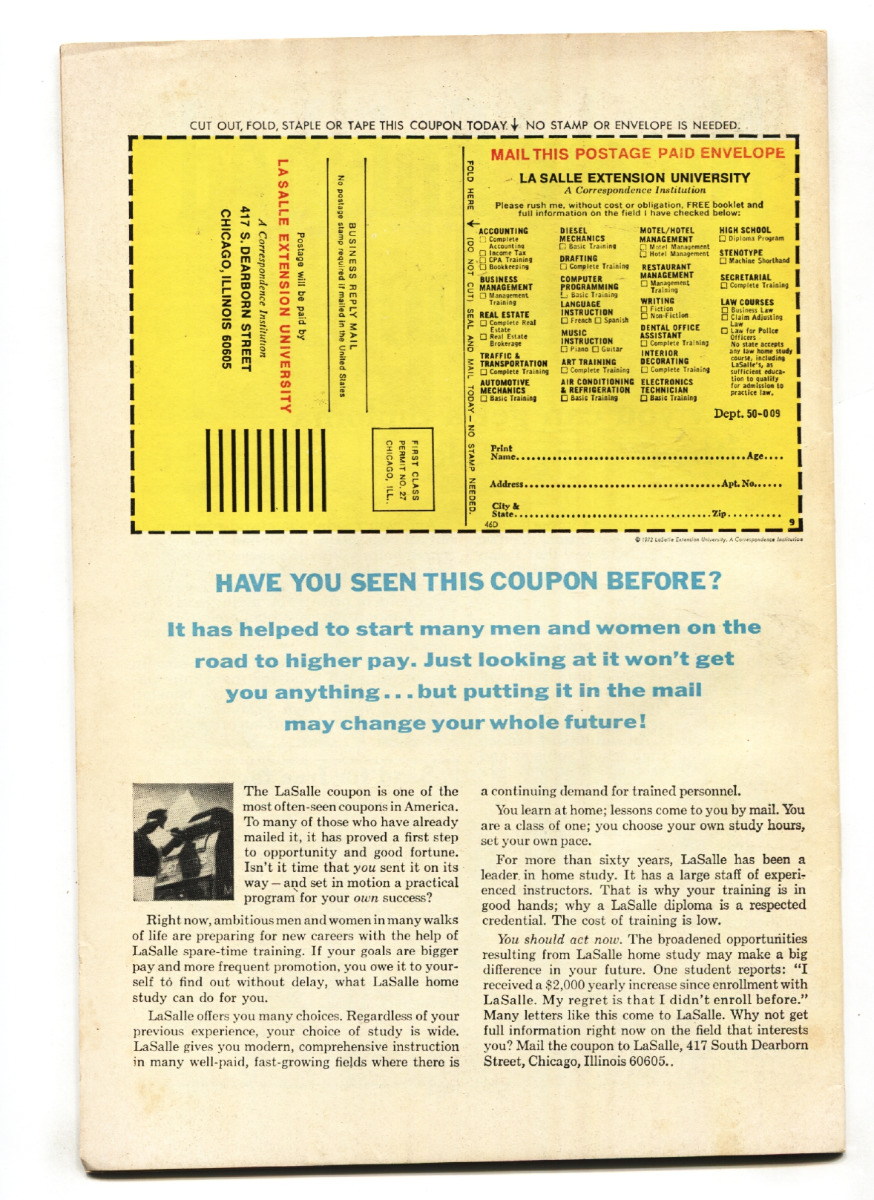 CUT OUT, FOLD, STAPLE OR TAPE THIS COUPON TODAY. ↓ NO STAMP OR ENVELOPE IS NEEDED.
LA SALLE EXTENSION UNIVERSITY
A Correspondence Institution
417 S. DEARBORN STREET
CHICAGO, ILLINOIS 60605
Postage will be paid by
BUSINESS REPLY MAIL
No postage stamp required if mailed in the United States
FIRST CLASS
PERMIT NO. 27
CHICAGO, ILL.
FOLD HERE → (DO NOT CUT) SEAL AND MAIL TODAY—NO STAMP NEEDED.
MAIL THIS POSTAGE PAID ENVELOPE
LA SALLE EXTENSION UNIVERSITY
A Correspondence Institution
Please rush me, without cost or obligation, FREE booklet and
full information on the field I have checked below:
ACCOUNTING
☐ Complete
Accounting
☐ Income Tax
☐ CPA Training
☐ Bookkeeping
BUSINESS
MANAGEMENT
☐ Management
Training
REAL ESTATE
☐ Complete Real
Estate
☐ Real Estate
Brokerage
TRAFFIC &
TRANSPORTATION
☐ Complete Training
AUTOMOTIVE
MECHANICS
☐ Basic Training
DIESEL
MECHANICS
☐ Basic Training
DRAFTING
☐ Complete Training
COMPUTER
PROGRAMMING
☐ Basic Training
LANGUAGE
INSTRUCTION
☐ French ☐ Spanish
MUSIC
INSTRUCTION
☐ Piano ☐ Guitar
ART TRAINING
☐ Complete Training
AIR CONDITIONING
& REFRIGERATION
☐ Basic Training
MOTEL/HOTEL
MANAGEMENT
☐ Motel Management
☐ Hotel Management
RESTAURANT
MANAGEMENT
☐ Management
Training
WRITING
☐ Fiction
☐ Non-Fiction
DENTAL OFFICE
ASSISTANT
☐ Complete Training
INTERIOR
DECORATING
☐ Complete Training
ELECTRONICS
TECHNICIAN
☐ Basic Training
HIGH SCHOOL
☐ Diploma Program
STENOTYPE
☐ Machine Shorthand
SECRETARIAL
☐ Complete Training
LAW COURSES
☐ Business Law
☐ Claim Adjusting
Law
☐ Law for Police
Officers
No state accepts
any law home study
course, including
LaSalle's, as
sufficient educa-
tion to qualify
for admission to
practice law.
Dept. 50-009
Print
Name.......... Age....
Address.......... Apt. No......
City &
State.......... Zip..........
46D 9
© 1972 LaSalle Extension University. A Correspondence Institution
HAVE YOU SEEN THIS COUPON BEFORE?
It has helped to start many men and women on the
road to higher pay. Just looking at it won't get
you anything...but putting it in the mail
may change your whole future!
The LaSalle coupon is one of the
most often-seen coupons in America.
To many of those who have already
mailed it, it has proved a first step
to opportunity and good fortune.
Isn't it time that you sent it on its
way—and set in motion a practical
program for your own success?
Right now, ambitious men and women in many walks
of life are preparing for new careers with the help of
LaSalle spare-time training. If your goals are bigger
pay and more frequent promotion, you owe it to your-
self to find out without delay, what LaSalle home
study can do for you.
LaSalle offers you many choices. Regardless of your
previous experience, your choice of study is wide.
LaSalle gives you modern, comprehensive instruction
in many well-paid, fast-growing fields where there is
a continuing demand for trained personnel.
You learn at home; lessons come to you by mail. You
are a class of one; you choose your own study hours,
set your own pace.
For more than sixty years, LaSalle has been a
leader in home study. It has a large staff of experi-
enced instructors. That is why your training is in
good hands; why a LaSalle diploma is a respected
credential. The cost of training is low.
You should act now. The broadened opportunities
resulting from LaSalle home study may make a big
difference in your future. One student reports: "I
received a $2,000 yearly increase since enrollment with
LaSalle. My regret is that I didn't enroll before."
Many letters like this come to LaSalle. Why not get
full information right now on the field that interests
you? Mail the coupon to LaSalle, 417 South Dearborn
Street, Chicago, Illinois 60605..